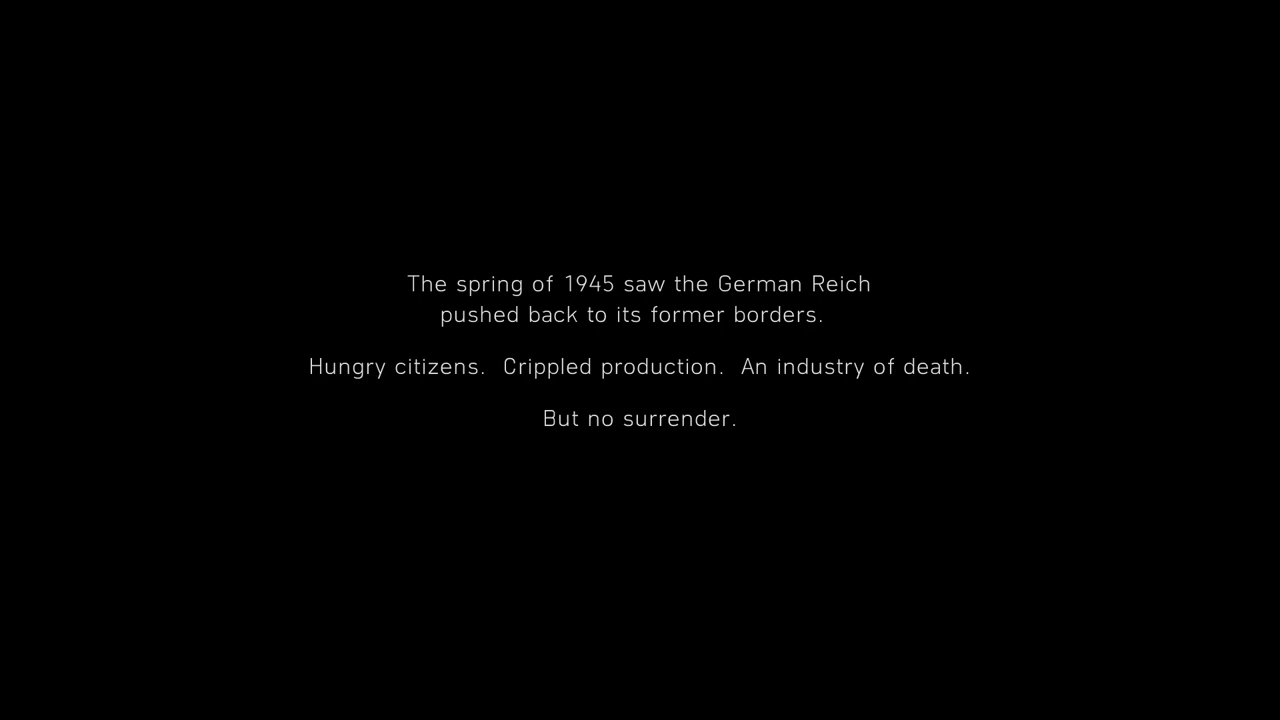 The spring of 1945 saw the German Reich
pushed back to its former borders.
Hungry citizens.  Crippled production.  An industry of death.
But no surrender.